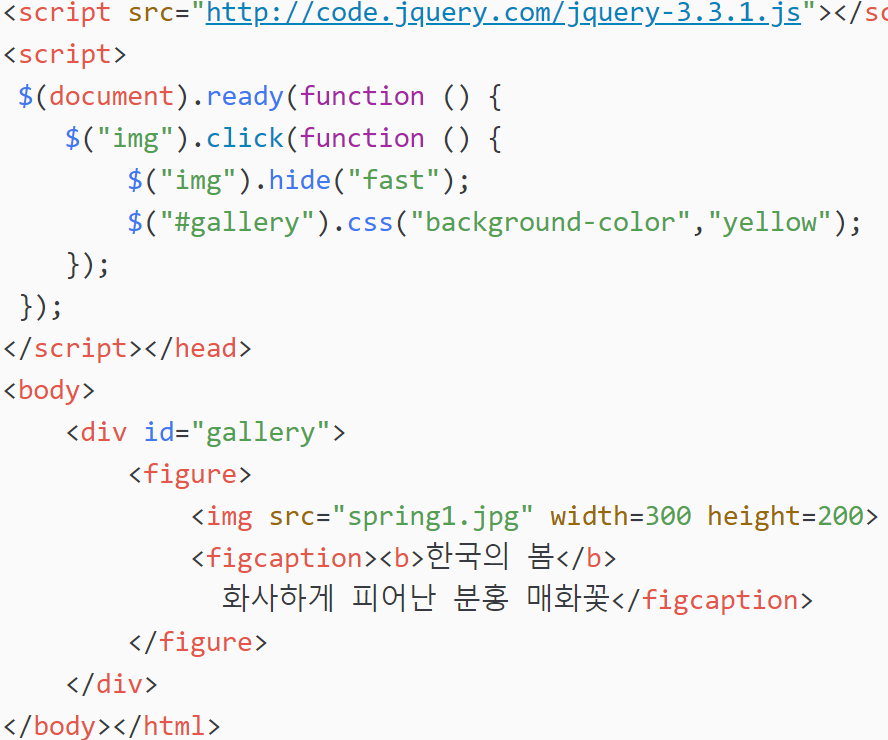 <script src="http://code.jquery.com/jquery-3.3.1.js"></sc
<script>
$(document).ready(function () {
$("img").click(function () {
$("img").hide("fast");
$("#gallery").css("background-color","yellow");
});
});
</script></head>
<body>
<div id="gallery">
<figure>
<img src="spring1.jpg" width=300 height=200>
<figcaption><b>한국의 봄</b>
화사하게 피어난 분홍 매화꽃</figcaption>
</figure>
</div>
</body></html>